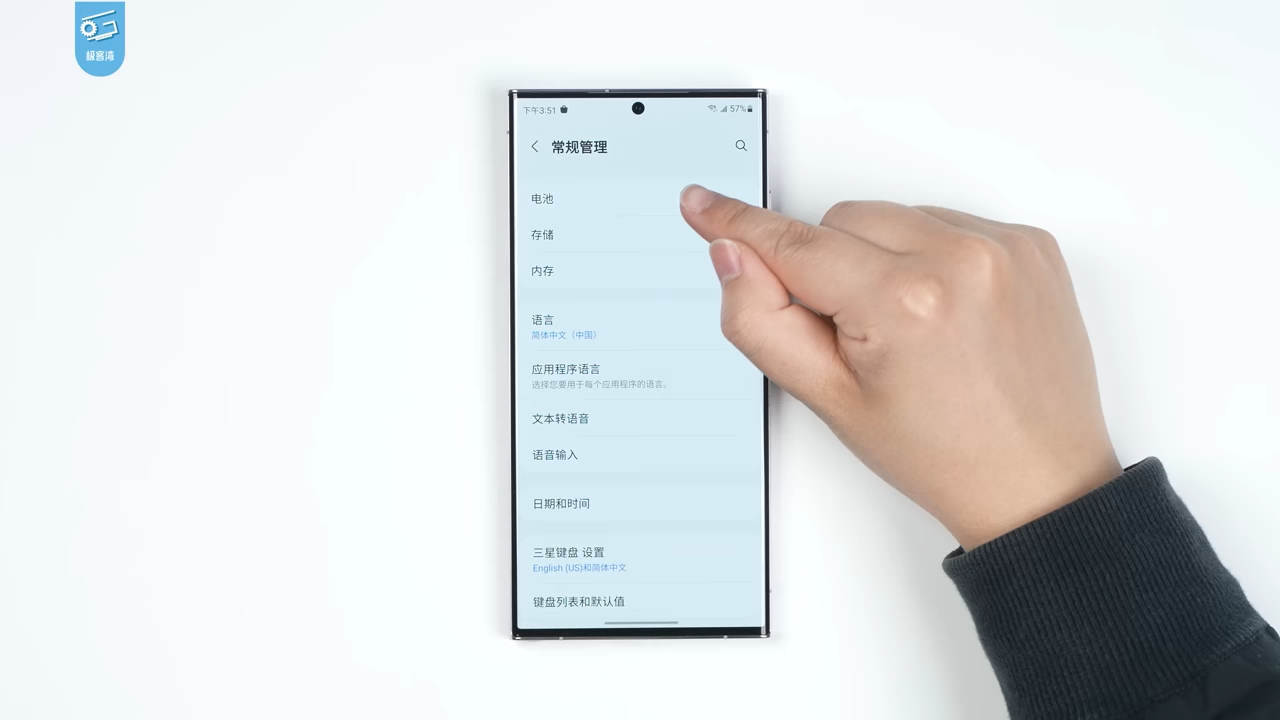 极客湾
下午3:51 57%
常规管理
电池
存储
内存
语言
简体中文（中国）
应用程序语言
选择您要用于每个应用程序的语言。
文本转语音
语音输入
日期和时间
三星键盘 设置
English (US)和简体中文
键盘列表和默认值